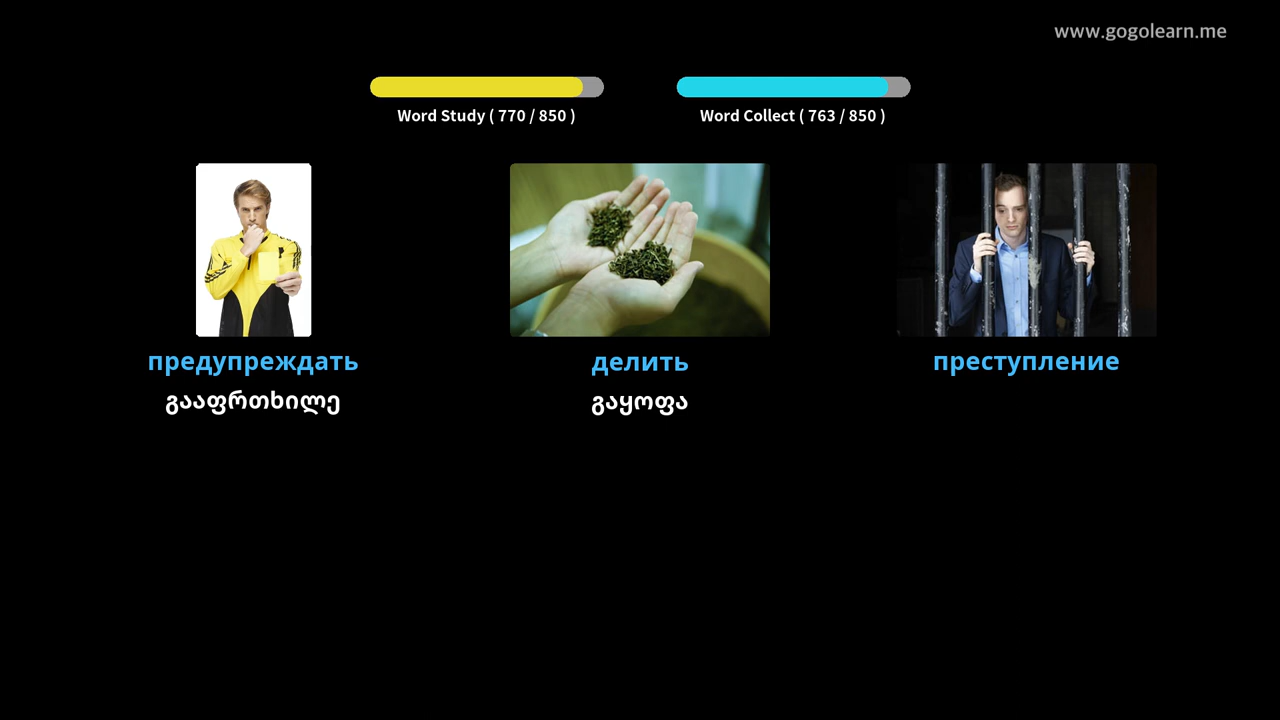 www.gogolearn.me
Word Study ( 770 / 850 )
Word Collect ( 763 / 850 )
предупреждать
делить
преступление
გააფრთხილე
გაყოფა